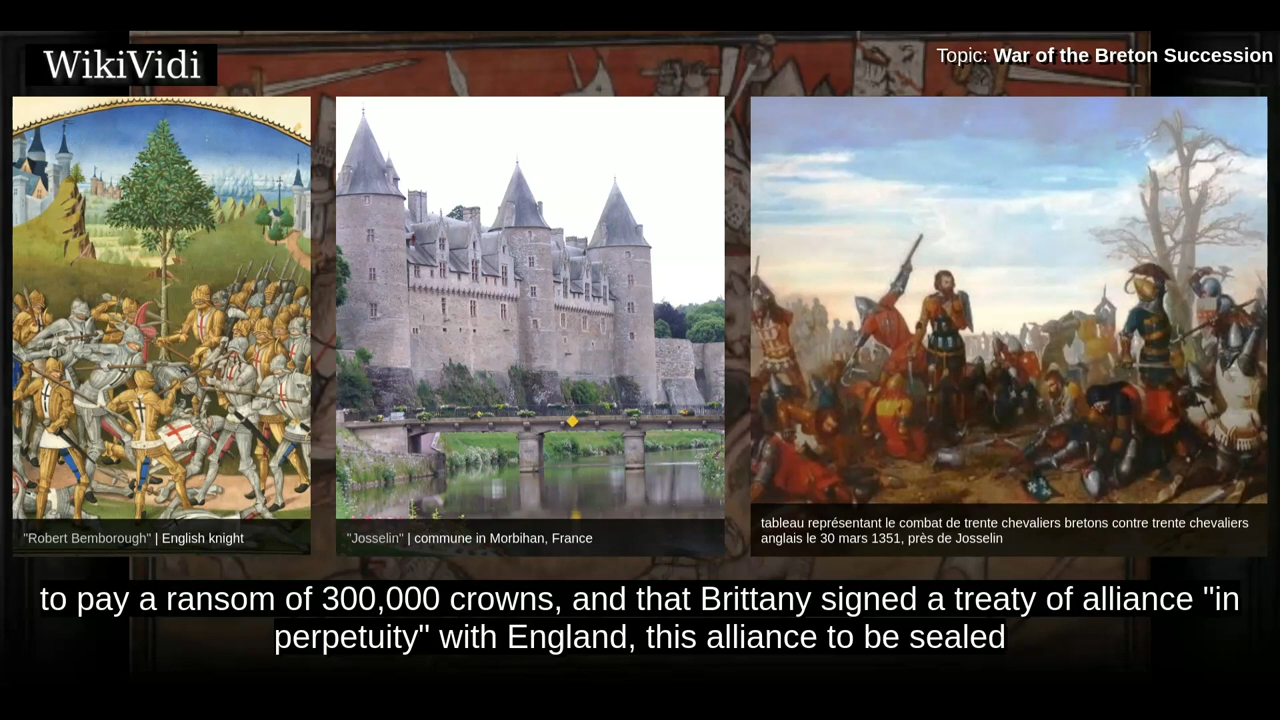 WikiVidi
Topic: War of the Breton Succession
"Robert Bemborough" | English knight
"Josselin" | commune in Morbihan, France
tableau représentant le combat de trente chevaliers bretons contre trente chevaliers
anglais le 30 mars 1351, près de Josselin
to pay a ransom of 300,000 crowns, and that Brittany signed a treaty of alliance "in
perpetuity" with England, this alliance to be sealed